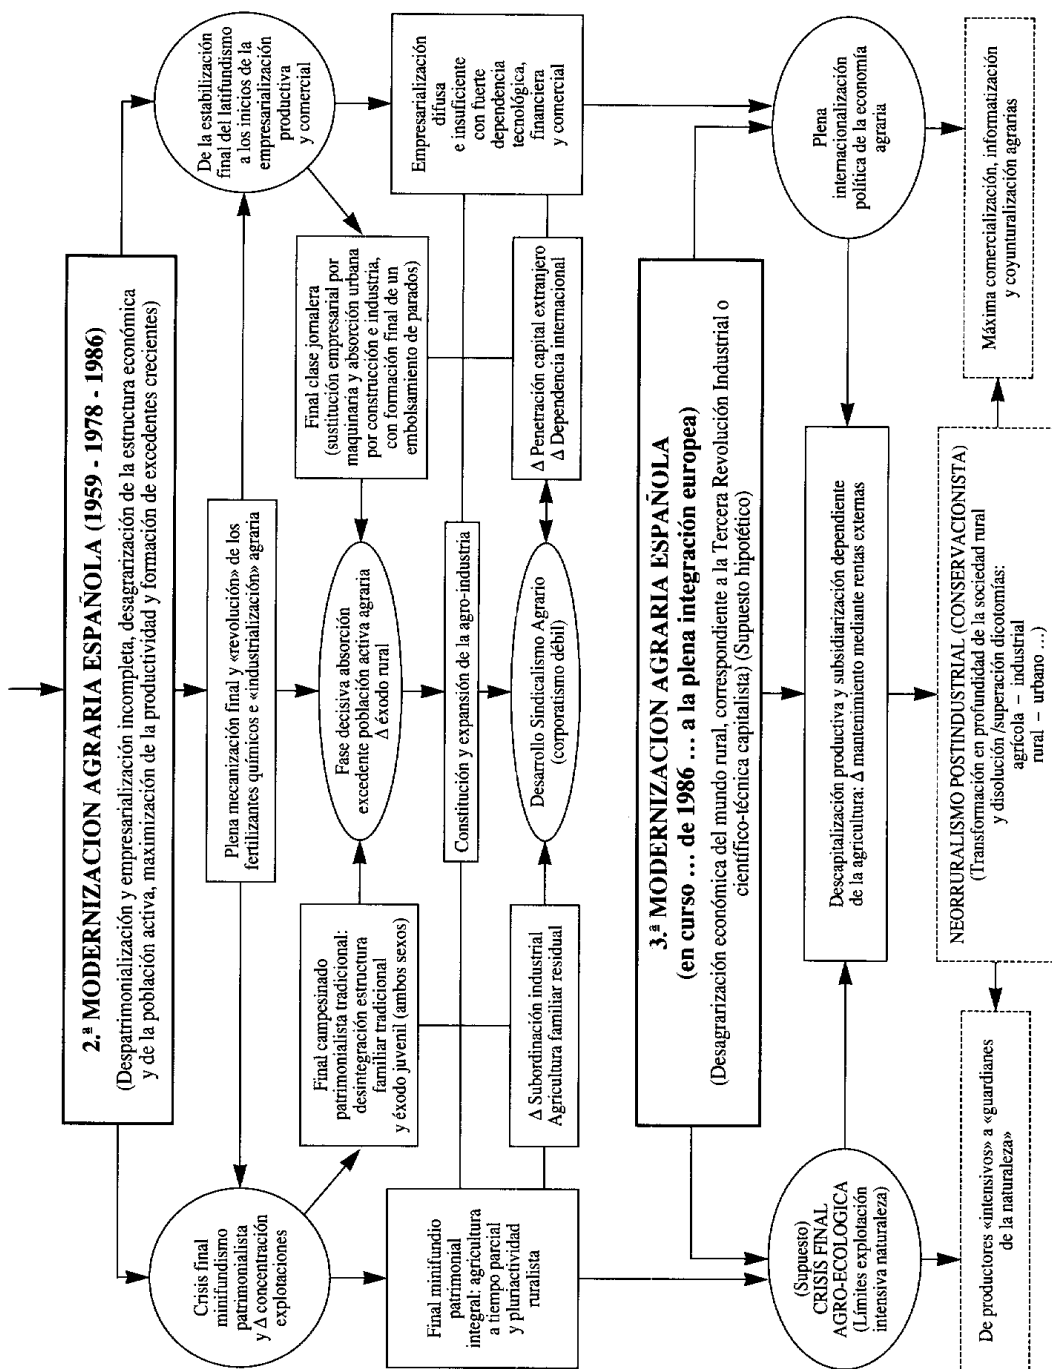 2.ª MODERNIZACION AGRARIA ESPAÑOLA (1959 - 1978 - 1986)
(Despatrimonialización y empresarialización incompleta, desagrarización de la estructura económica
y de la población activa, maximización de la productividad y formación de excedentes crecientes)
Crisis final
minifundismo
patrimonialista
y Δ concentración
explotaciones
Plena mecanización final y «revolución» de los
fertilizantes químicos e «industrialización» agraria
De la estabilización
final del latifundismo
a los inicios de la
empresarialización
productiva
y comercial
Final campesinado
patrimonialista tradicional:
desintegración estructura
familiar tradicional
y éxodo juvenil (ambos sexos)
Fase decisiva absorción
excedente población activa agraria
Δ éxodo rural
Final clase jornalera
(sustitución empresarial por
maquinaria y absorción urbana
por construcción e industria,
con formación final de un
embolsamiento de parados)
Final minifundio
patrimonial
integral: agricultura
a tiempo parcial
y pluriactividad
ruralista
Constitución y expansión de la agro-industria
Empresarialización
difusa
e insuficiente
con fuerte
dependencia
tecnológica,
financiera
y comercial
Δ Subordinación industrial
Agricultura familiar residual
Desarrollo Sindicalismo Agrario
(corporatismo débil)
Δ Penetración capital extranjero
Δ Dependencia internacional
3.ª MODERNIZACION AGRARIA ESPAÑOLA
(en curso ... de 1986 ... a la plena integración europea)
(Desagrarización económica del mundo rural, correspondiente a la Tercera Revolución Industrial o
científico-técnica capitalista) (Supuesto hipotético)
(Supuesto)
CRISIS FINAL
AGRO-ECOLOGICA
(Límites explotación
intensiva naturaleza)
Descapitalización productiva y subsidiarización dependiente
de la agricultura: Δ mantenimiento mediante rentas externas
Plena
internacionalización
política de la economía
agraria
De productores «intensivos» a «guardianes
de la naturaleza»
NEORRURALISMO POSTINDUSTRIAL (CONSERVACIONISTA)
(Transformación en profundidad de la sociedad rural
y disolución /superación dicotomías:
agrícola – industrial
rural – urbano ...)
Máxima comercialización, informatización
y coyunturalización agrarias